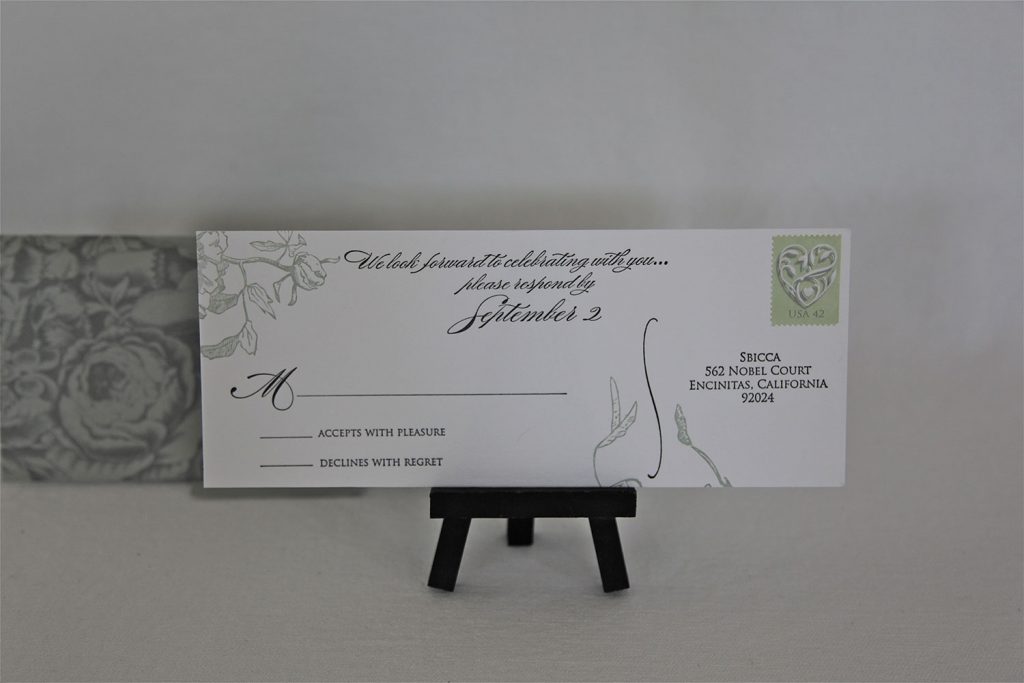 We look forward to celebrating with you...
please respond by
September 2
M
ACCEPTS WITH PLEASURE
DECLINES WITH REGRET
USA 42
SBICCA
562 NOBEL COURT
ENCINITAS, CALIFORNIA
92024